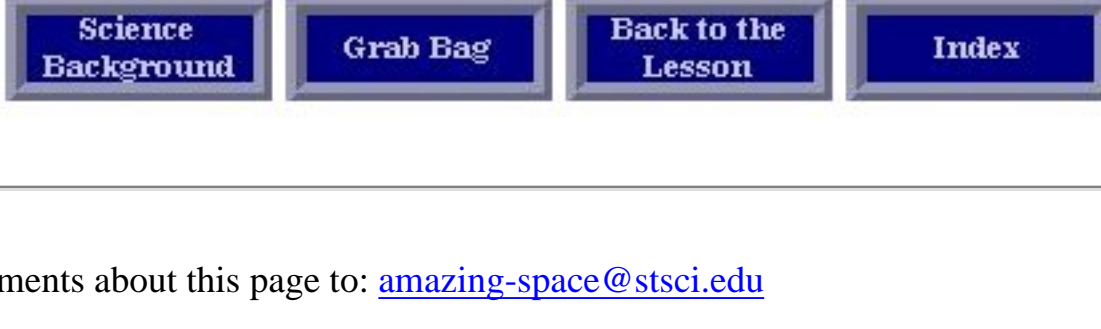 Science
Background
Grab Bag
Back to the
Lesson
Index
ments about this page to: amazing-space@stsci.edu